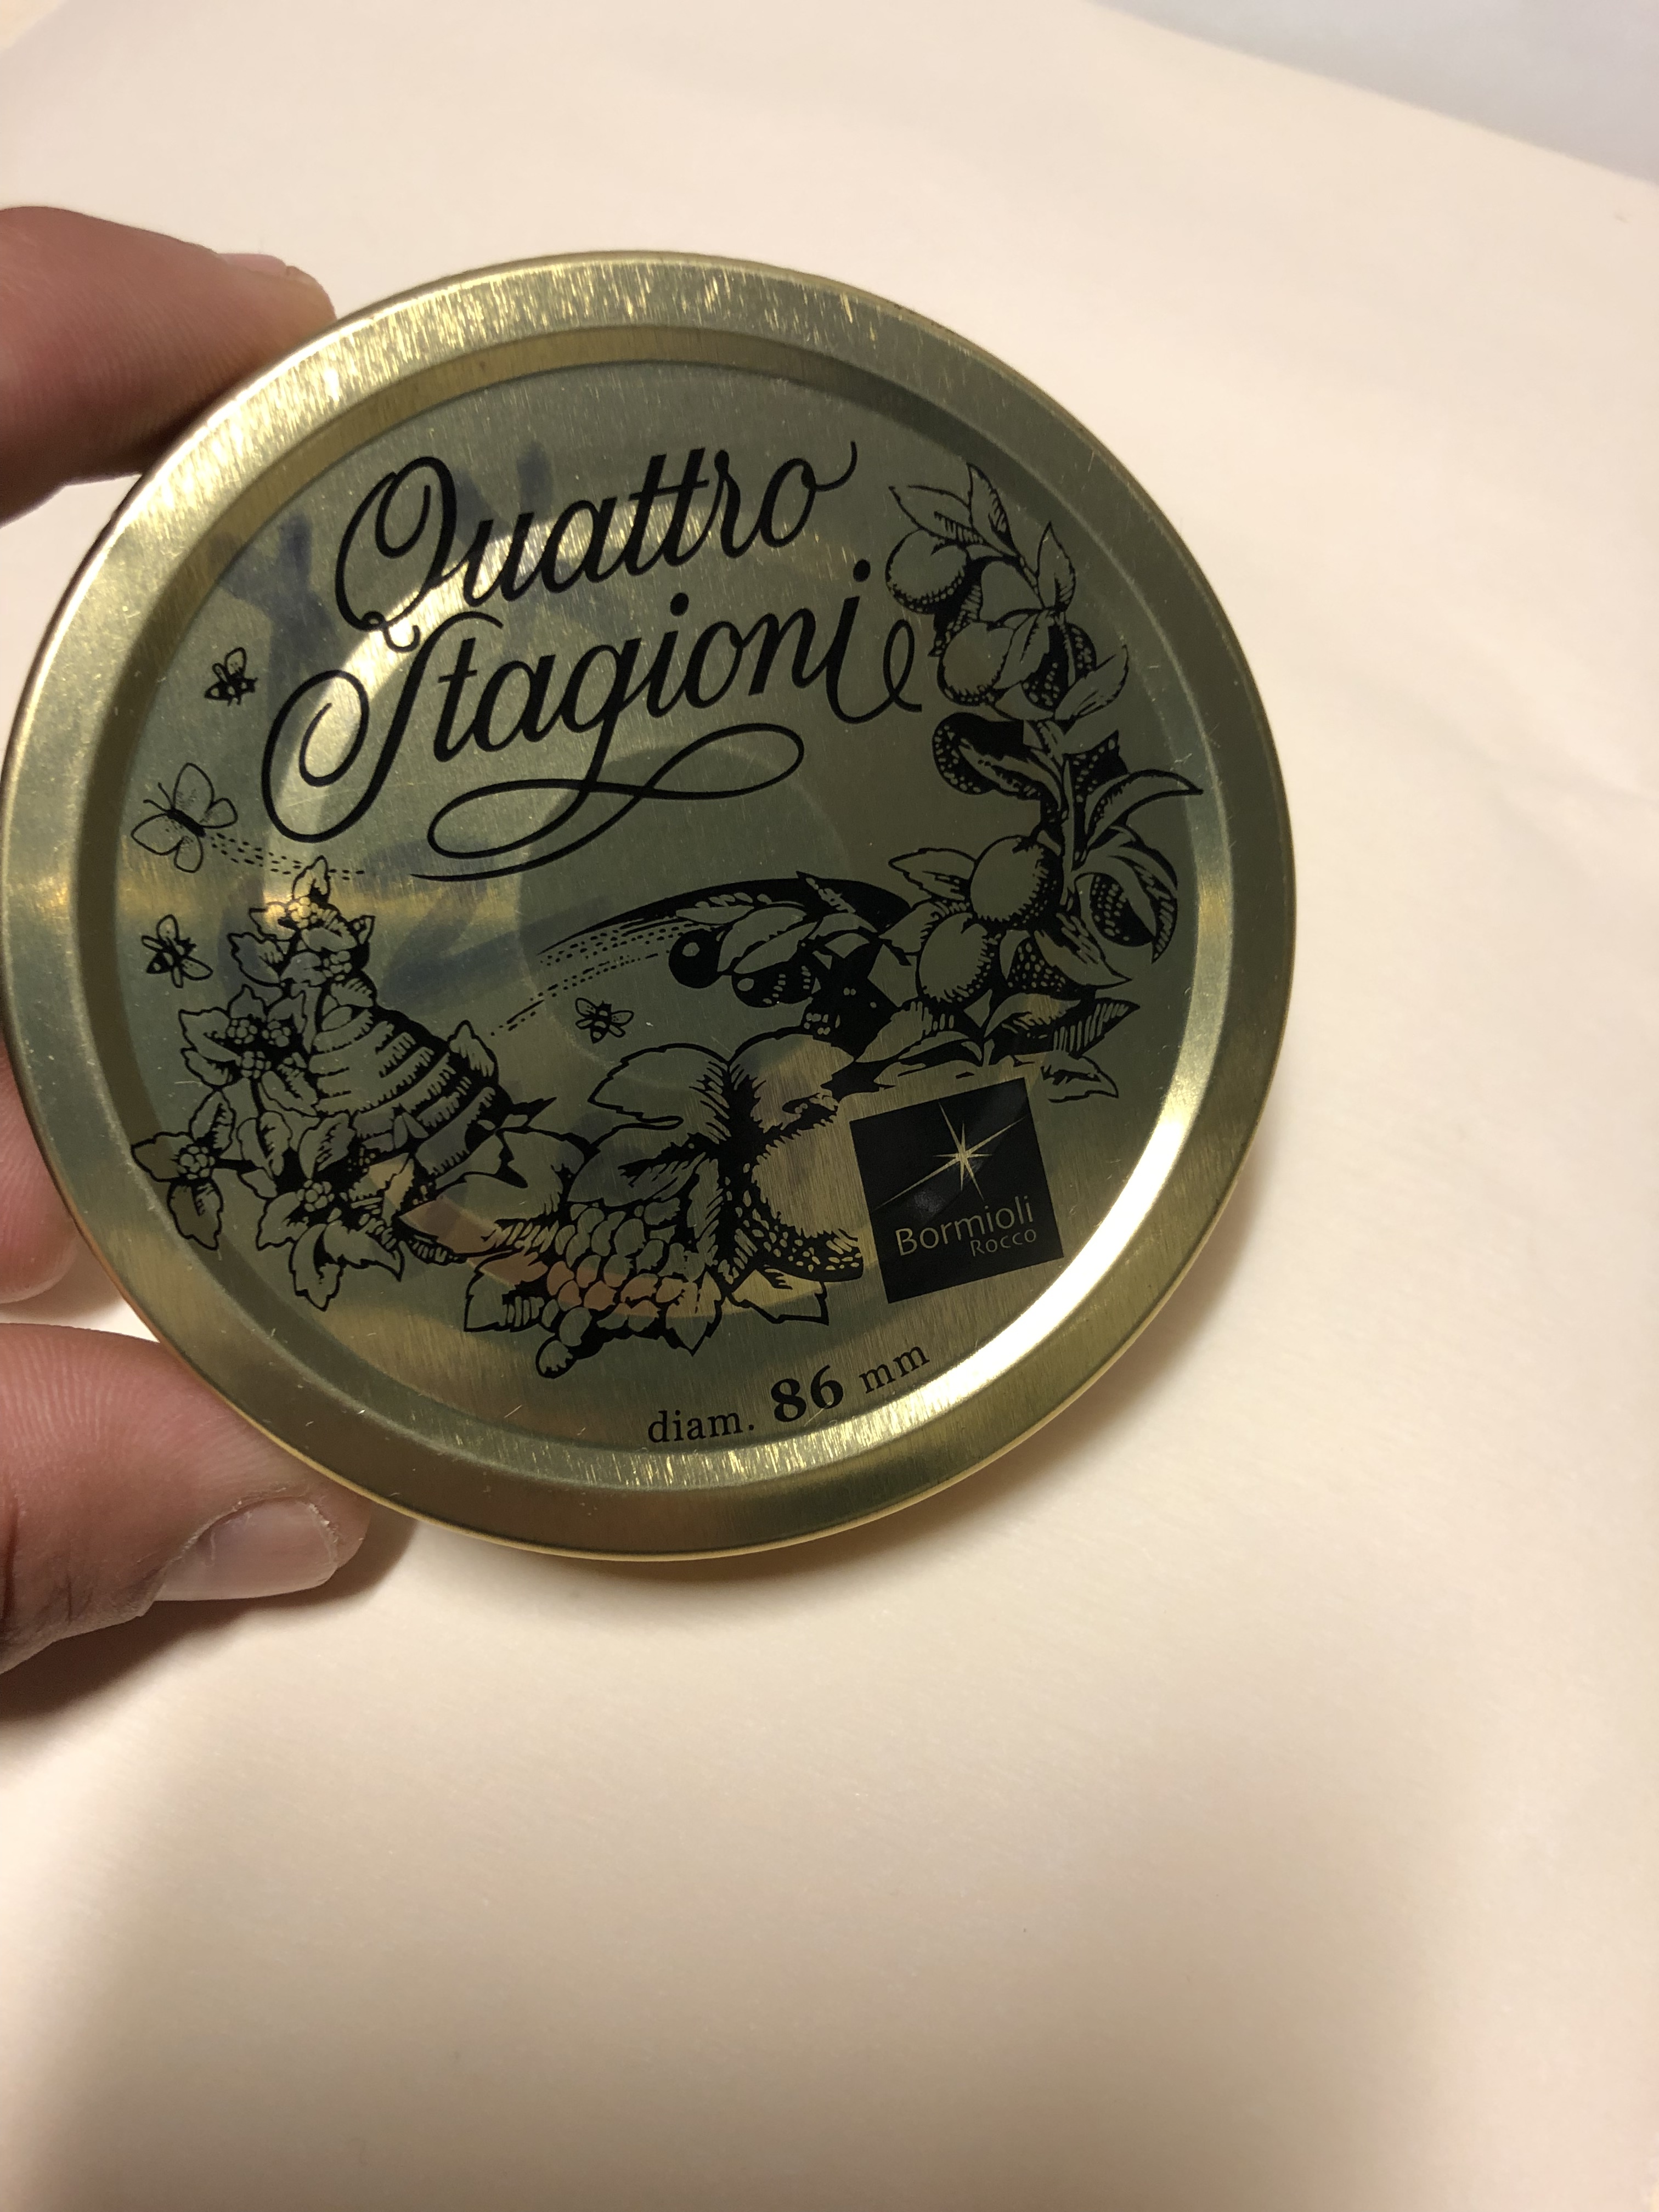 Quattro
Stagioni
Bormioli
Rocco
diam. 86 mm